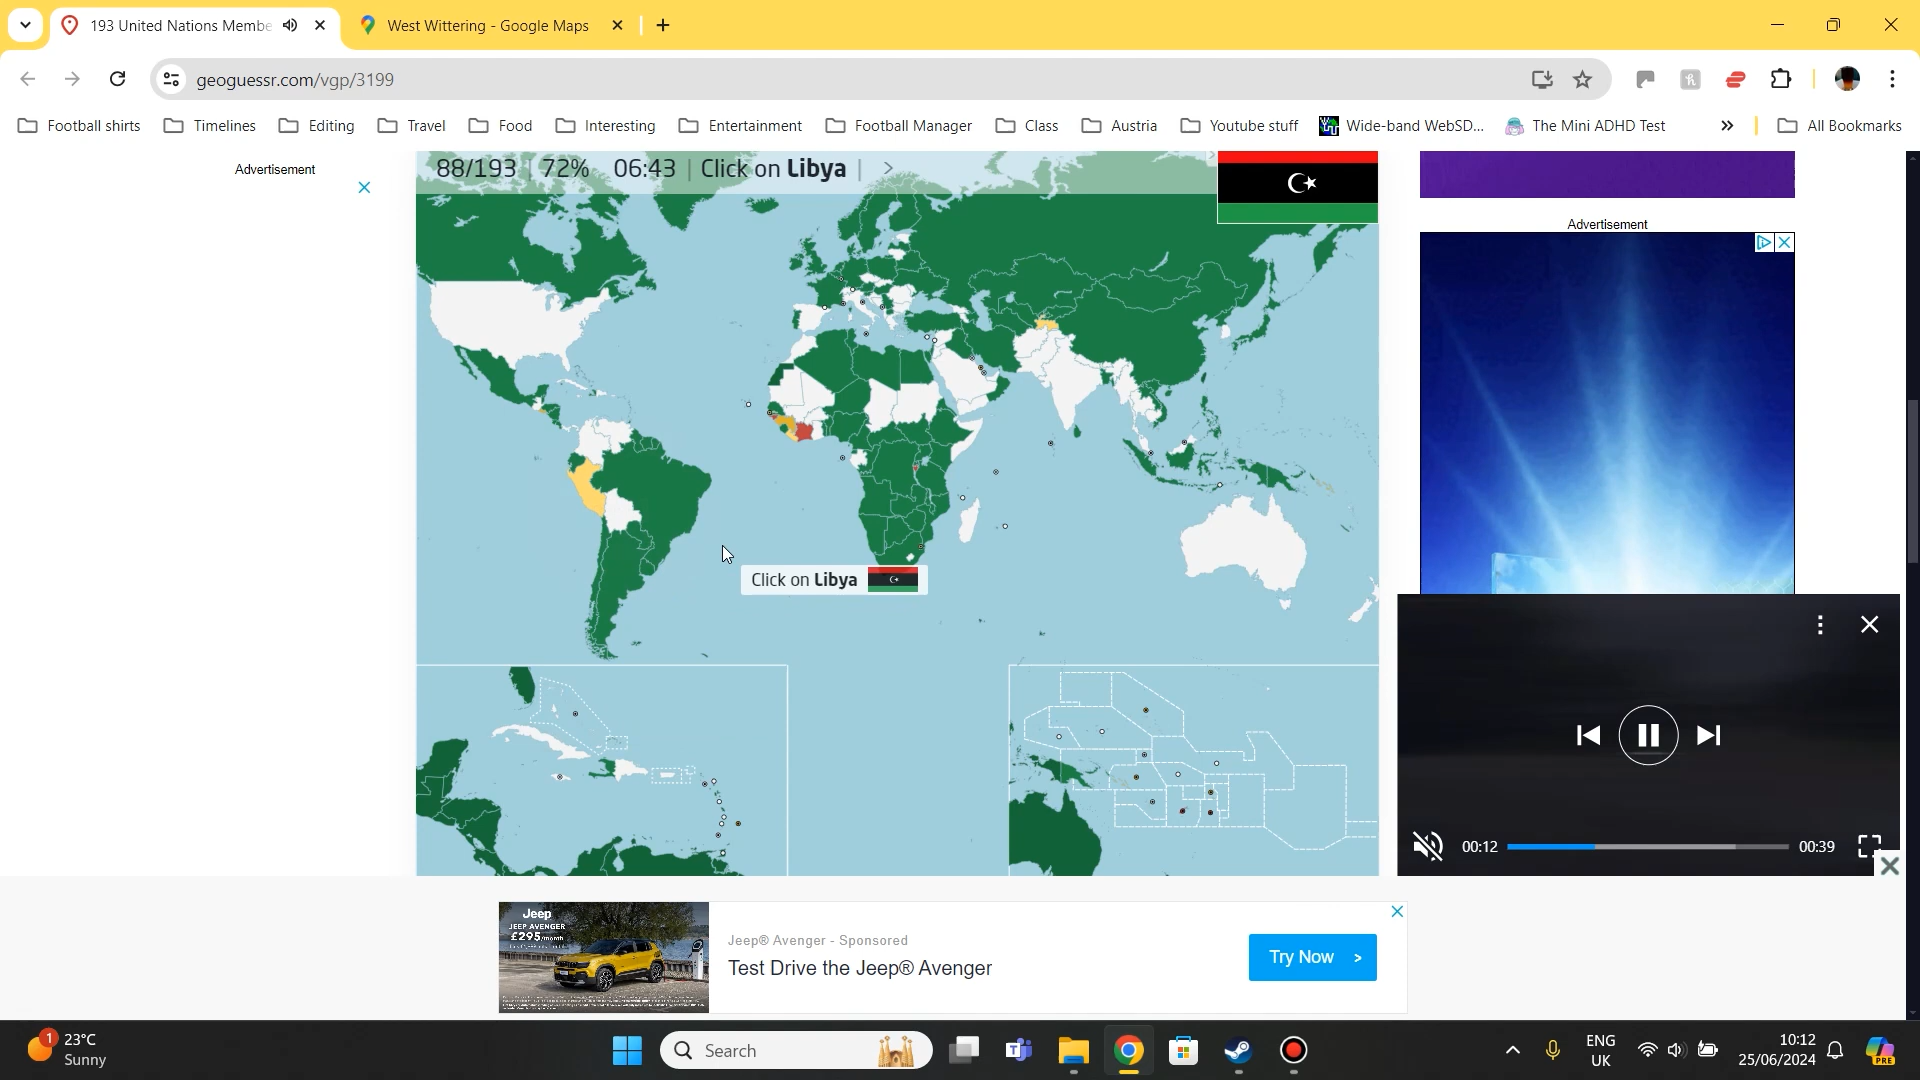 193 United Nations Membe
West Wittering - Google Maps
geoguessr.com/vgp/3199
Football shirts
Timelines
Editing
Travel
Food
Interesting
Entertainment
Football Manager
Class
Austria
Youtube stuff
Wide-band WebSD...
The Mini ADHD Test
All Bookmarks
Advertisement
88/193 | 72% 06:43 | Click on Libya |
Advertisement
Click on Libya
00:12
00:39
Jeep
JEEP AVENGER
£295/month
Jeep® Avenger - Sponsored
Test Drive the Jeep® Avenger
Try Now >
1
23°C
Sunny
Search
ENG
UK
10:12
25/06/2024
PRE